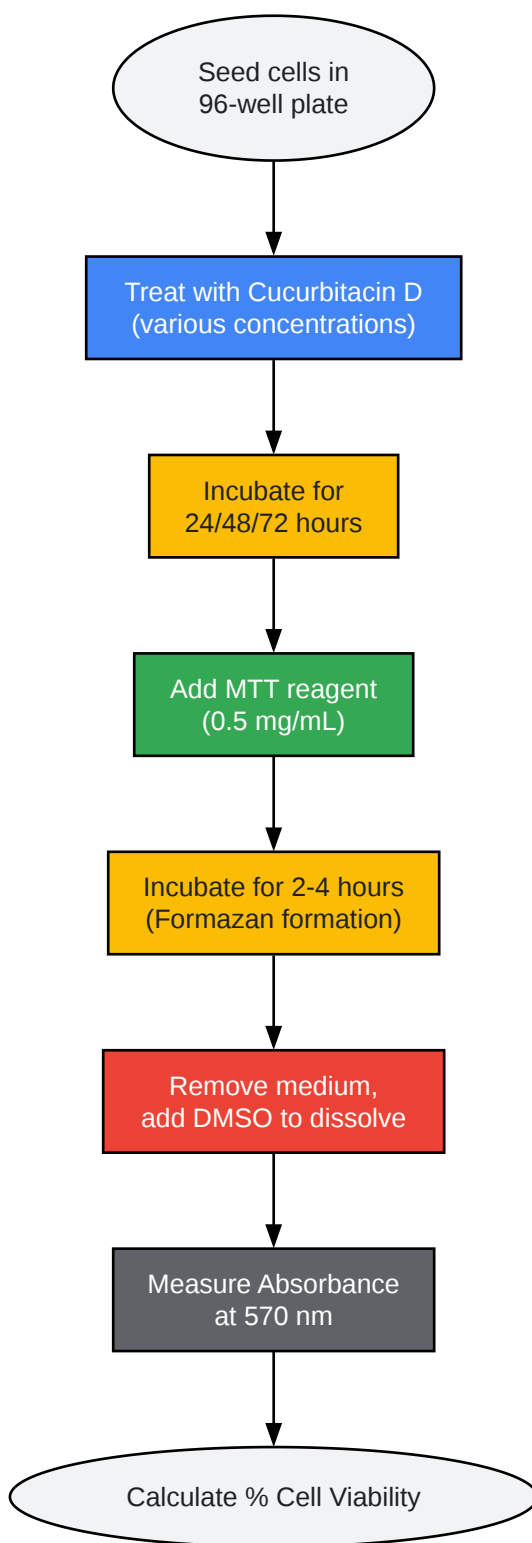 Seed cells in
96-well plate
Treat with Cucurbitacin D
(various concentrations)
Incubate for
24/48/72 hours
Add MTT reagent
(0.5 mg/mL)
Incubate for 2-4 hours
(Formazan formation)
Remove medium,
add DMSO to dissolve
Measure Absorbance
at 570 nm
Calculate % Cell Viability